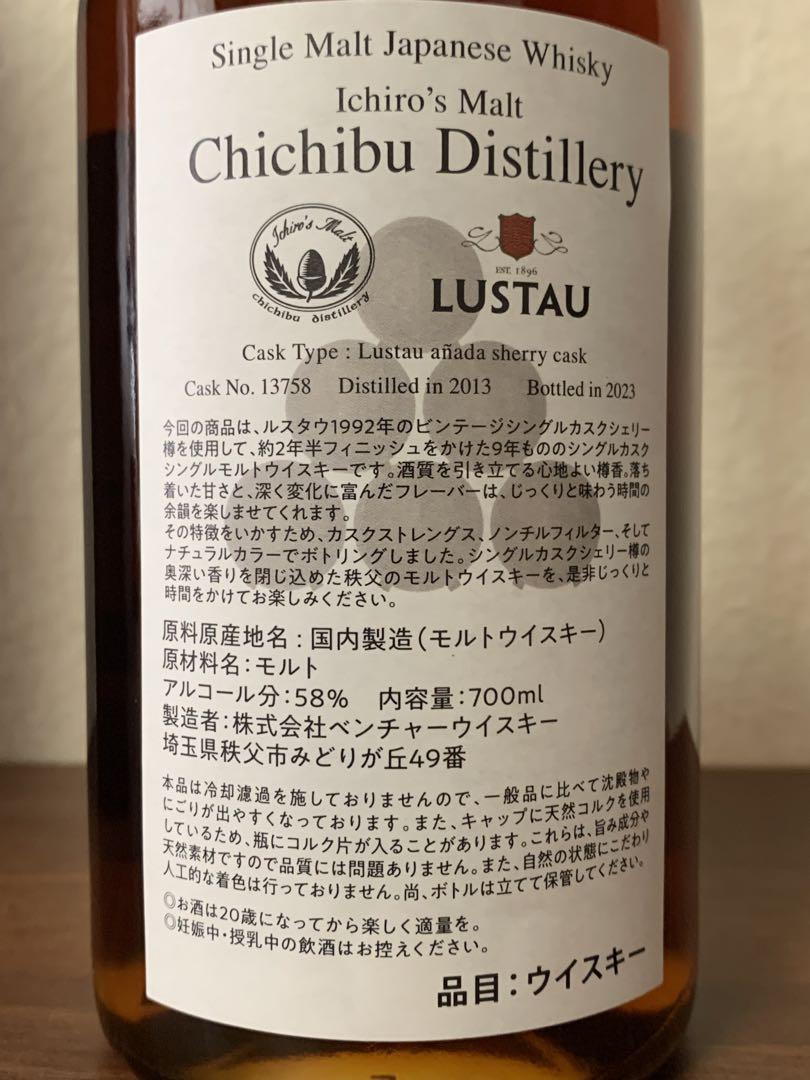 Single Malt Japanese Whisky
Ichiro's Malt
Chichibu Distillery
Ichiro's Malt
chichibu distillery
EST. 1896
LUSTAU
Cask Type : Lustau añada sherry cask
Cask No. 13758 Distilled in 2013 Bottled in 2023
今回の商品は、ルスタウ1992年のビンテージシングルカスクシェリー
樽を使用して、約2年半フィニッシュをかけた9年もののシングルカスク
シングルモルトウイスキーです。酒質を引き立てる心地よい樽香。落ち
着いた甘さと、深く変化に富んだフレーバーは、じっくりと味わう時間の
余韻を楽しませてくれます。
その特徴をいかすため、カスクストレングス、ノンチルフィルター、そして
ナチュラルカラーでボトリングしました。シングルカスクシェリー樽の
奥深い香りを閉じ込めた秩父のモルトウイスキーを、是非じっくりと
時間をかけてお楽しみください。
原料原産地名：国内製造（モルトウイスキー）
原材料名：モルト
アルコール分：58% 内容量：700ml
製造者：株式会社ベンチャーウイスキー
埼玉県秩父市みどりが丘49番
本品は冷却濾過を施しておりませんので、一般品に比べて沈殿物や
にごりが出やすくなっております。また、キャップに天然コルクを使用
しているため、瓶にコルク片が入ることがあります。これらは、旨み成分や
天然素材ですので品質には問題ありません。また、自然の状態にこだわり
人工的な着色は行っておりません。尚、ボトルは立てて保管してください。
◎お酒は20歳になってから楽しく適量を。
◎妊娠中・授乳中の飲酒はお控えください。
品目：ウイスキー